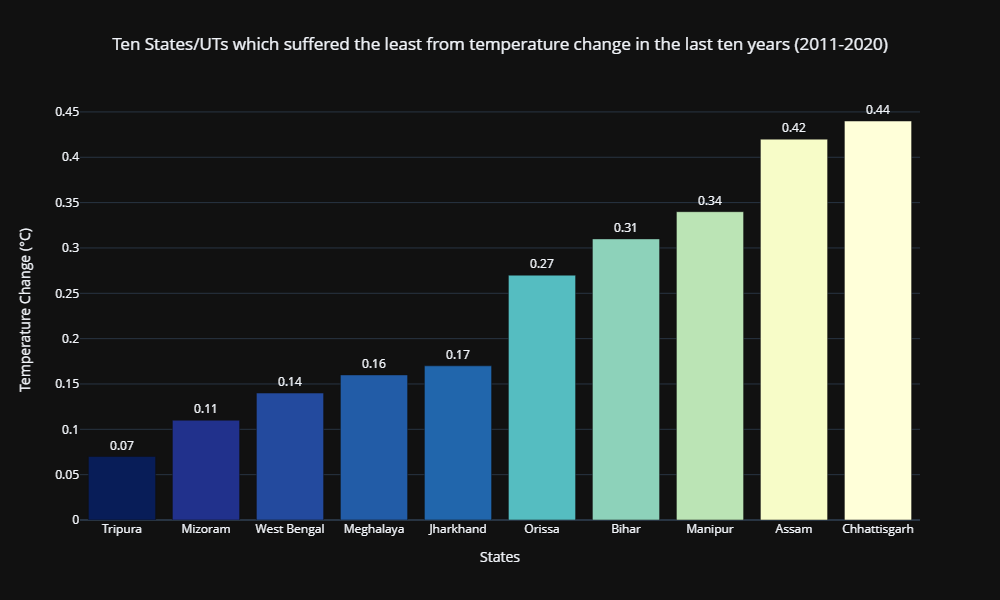 Ten States/UTs which suffered the least from temperature change in the last ten years (2011-2020)
Temperature Change (°C)
0.45
0.4
0.35
0.3
0.25
0.2
0.15
0.1
0.05
0
0.07
0.11
0.14
0.16
0.17
0.27
0.31
0.34
0.42
0.44
Tripura
Mizoram
West Bengal
Meghalaya
Jharkhand
Orissa
Bihar
Manipur
Assam
Chhattisgarh
States